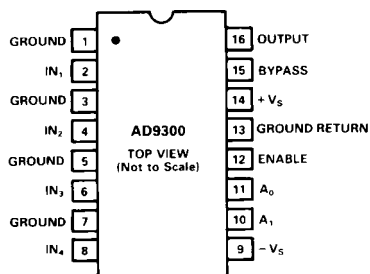 GROUND 1
IN₁ 2
GROUND 3
IN₂ 4
GROUND 5
IN₃ 6
GROUND 7
IN₄ 8
AD9300
TOP VIEW
(Not to Scale)
16 OUTPUT
15 BYPASS
14 +Vₛ
13 GROUND RETURN
12 ENABLE
11 A₀
10 A₁
9 -Vₛ